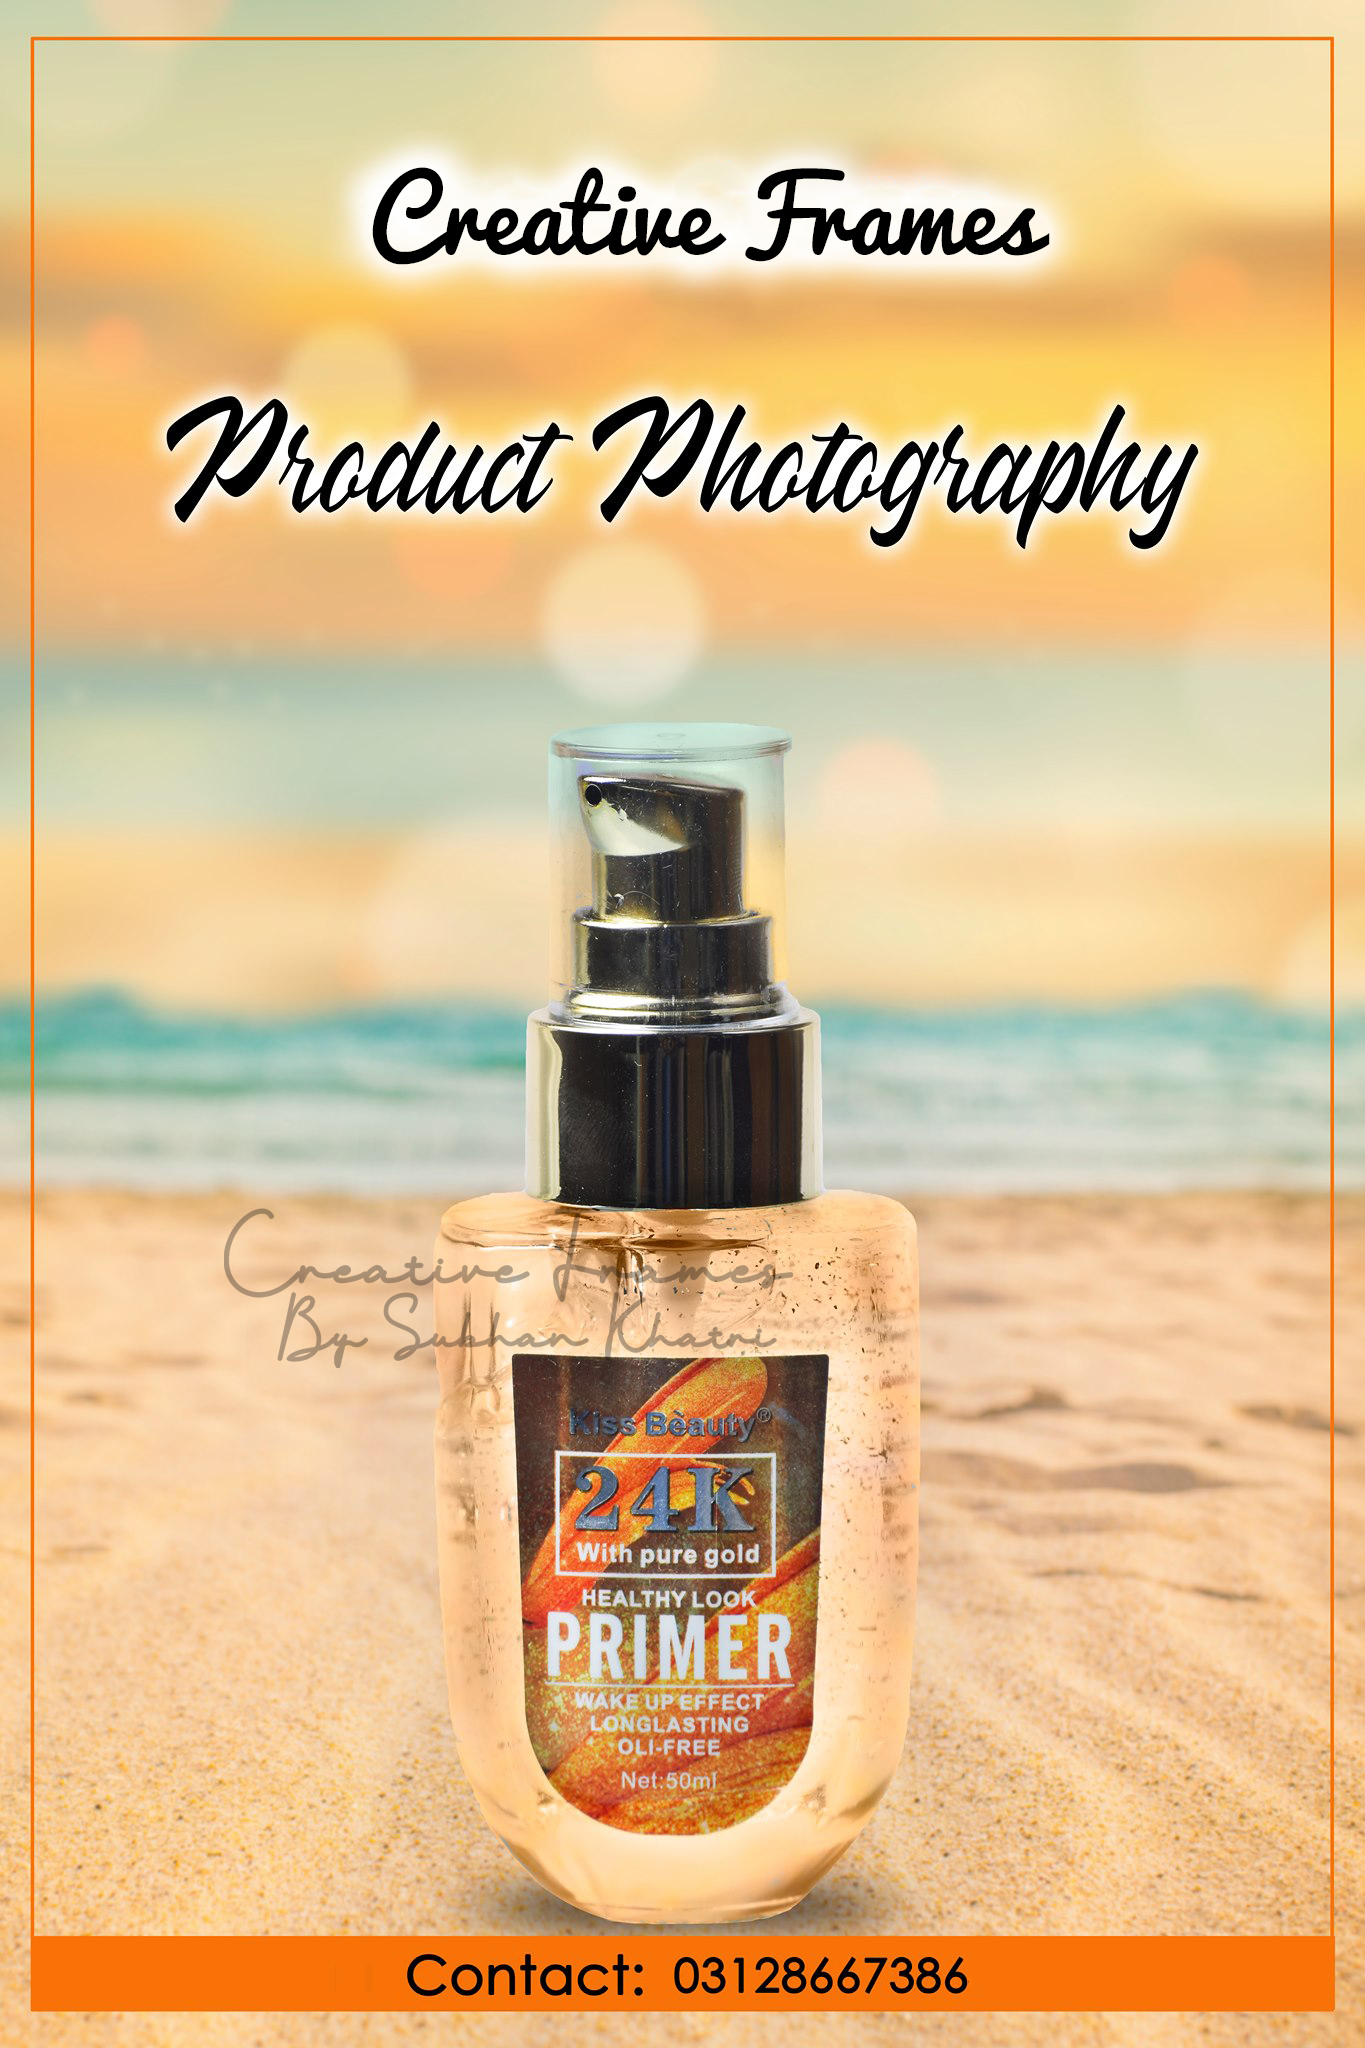 Creative Frames
Product Photography
Creative Frames
By Subhan Khatri
Kiss Bèauty®
24K
With pure gold
HEALTHY LOOK
PRIMER
WAKE UP EFFECT
LONGLASTING
OLI-FREE
Net:50ml
Contact: 03128667386